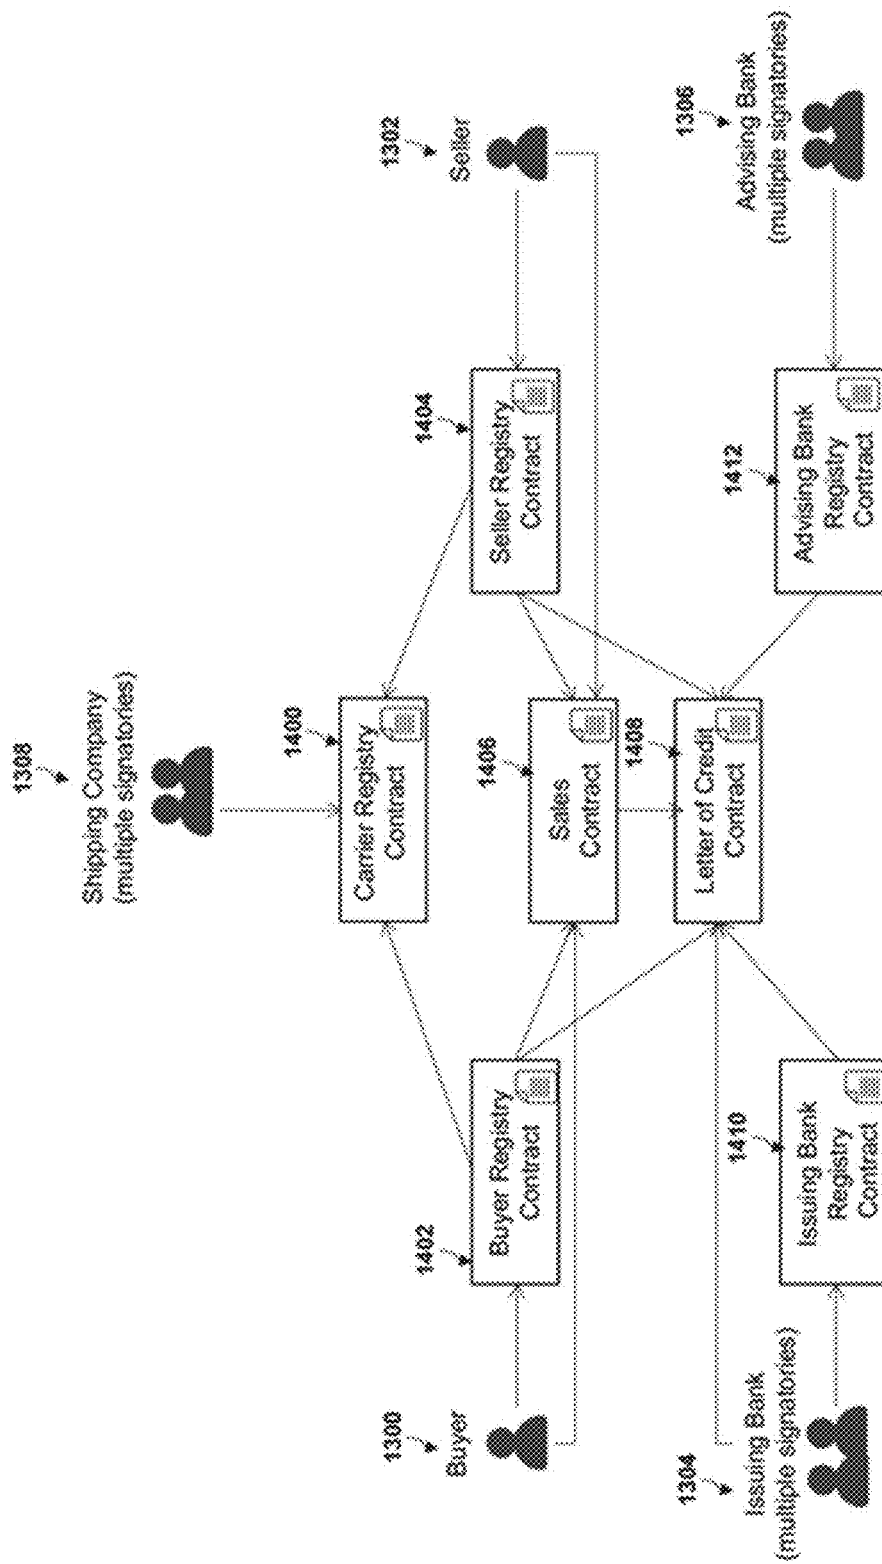 1308
Shipping Company
(multiple signatories)
1400
Carrier Registry
Contract
1300
Buyer
1402
Buyer Registry
Contract
1406
Sales
Contract
1404
Seller Registry
Contract
1302
Seller
1408
Letter of Credit
Contract
1304
Issuing Bank
(multiple signatories)
1410
Issuing Bank
Registry
Contract
1412
Advising Bank
Registry
Contract
1306
Advising Bank
(multiple signatories)